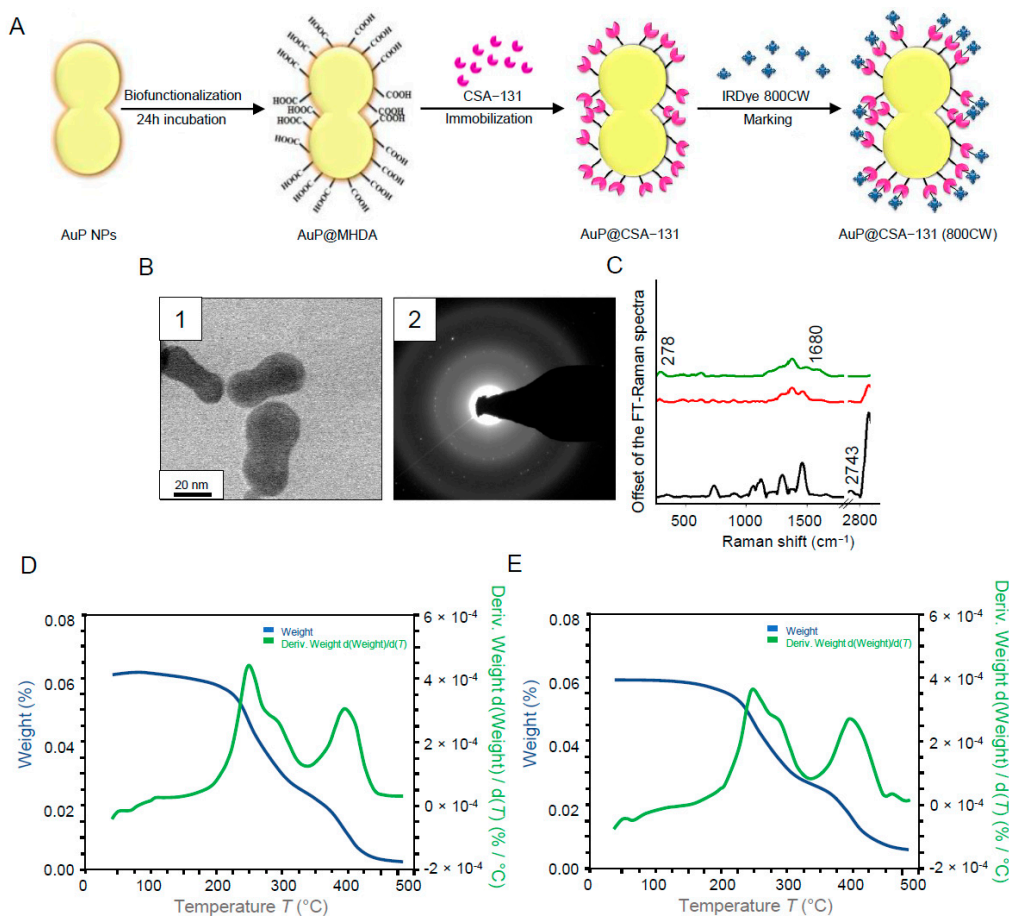 A
HOOC
COOH
Biofunctionalization
24h incubation
CSA−131
Immobilization
IRDye 800CW
Marking
AuP NPs
AuP@MHDA
AuP@CSA−131
AuP@CSA−131 (800CW)
B
1
20 nm
2
C
Offset of the FT-Raman spectra
278
1680
2743
500
1000
1500
2800
Raman shift (cm⁻¹)
D
Weight (%)
0.08
0.06
0.04
0.02
0.00
Weight
Deriv. Weight d(Weight)/d(T)
6 × 10⁻⁴
4 × 10⁻⁴
2 × 10⁻⁴
0 × 10⁻⁴
-2 × 10⁻⁴
Deriv. Weight d(Weight) / d(T) (% / °C)
0
100
200
300
400
500
Temperature T (°C)
E
Weight (%)
0.08
0.06
0.04
0.02
0.00
Weight
Deriv. Weight d(Weight)/d(T)
6 × 10⁻⁴
4 × 10⁻⁴
2 × 10⁻⁴
0 × 10⁻⁴
-2 × 10⁻⁴
Deriv. Weight d(Weight) / d(T) (% / °C)
0
100
200
300
400
500
Temperature T (°C)